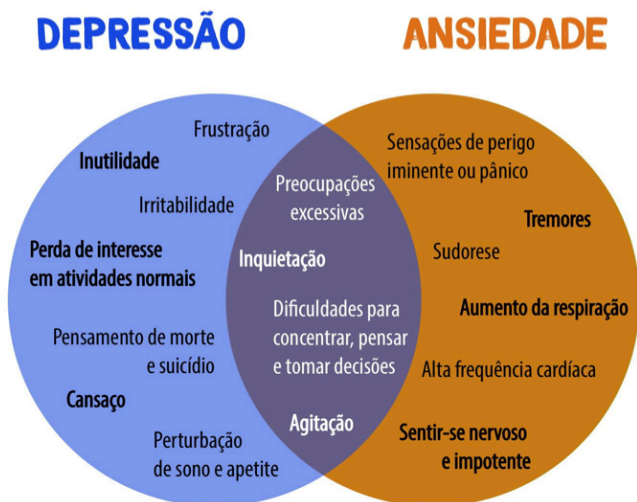 DEPRESSÃO
ANSIEDADE
Frustração
Inutilidade
Irritabilidade
Perda de interesse
em atividades normais
Pensamento de morte
e suicídio
Cansaço
Perturbação
de sono e apetite
Preocupações
excessivas
Inquietação
Dificuldades para
concentrar, pensar
e tomar decisões
Agitação
Sensações de perigo
iminente ou pânico
Tremores
Sudorese
Aumento da respiração
Alta frequência cardíaca
Sentir-se nervoso
e impotente